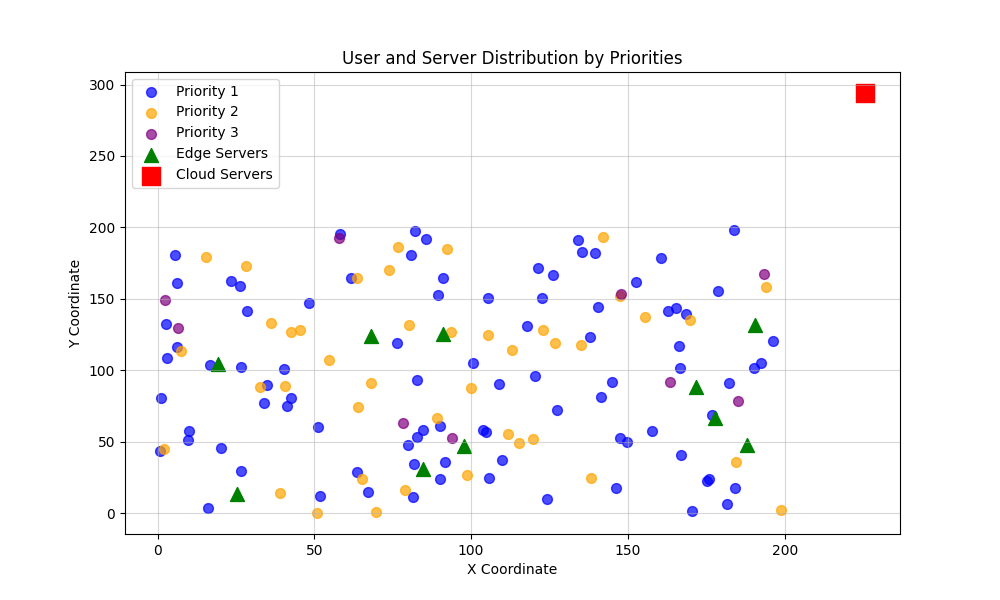 User and Server Distribution by Priorities
300
250
200
150
100
50
0
Y Coordinate
Priority 1
Priority 2
Priority 3
Edge Servers
Cloud Servers
0 50 100 150 200
X Coordinate